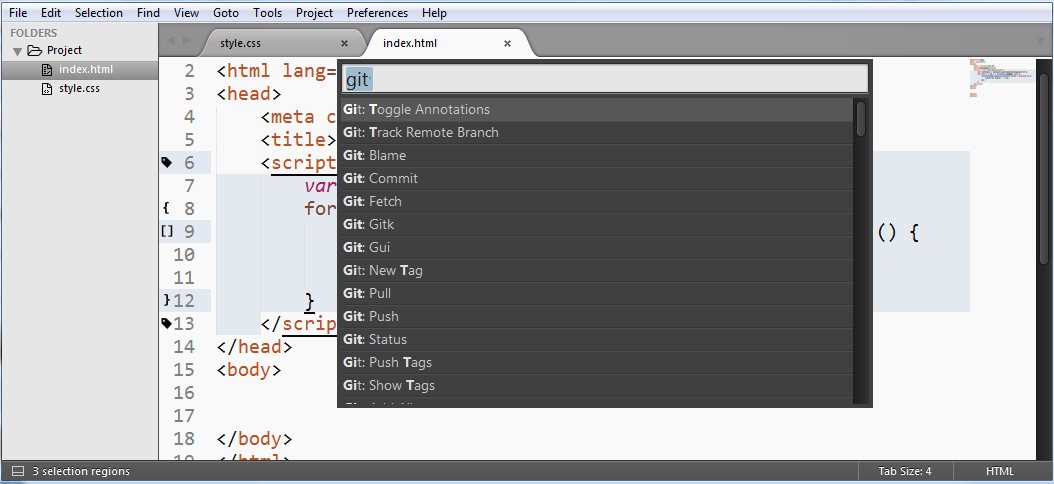 File Edit Selection Find View Goto Tools Project Preferences Help
FOLDERS
Project
index.html
style.css
style.css × index.html ×
git
Git: Toggle Annotations
Git: Track Remote Branch
Git: Blame
Git: Commit
Git: Fetch
Git: Gitk
Git: Gui
Git: New Tag
Git: Pull
Git: Push
Git: Status
Git: Push Tags
Git: Show Tags
2 <html lang=
3 <head>
4 <meta c
5 <title>
6 <script
7 var
{ 8 for
[] 9 () {
10
11
} 12 }
13 </scrip
14 </head>
15 <body>
16
17
18 </body>
19 </html>
3 selection regions Tab Size: 4 HTML